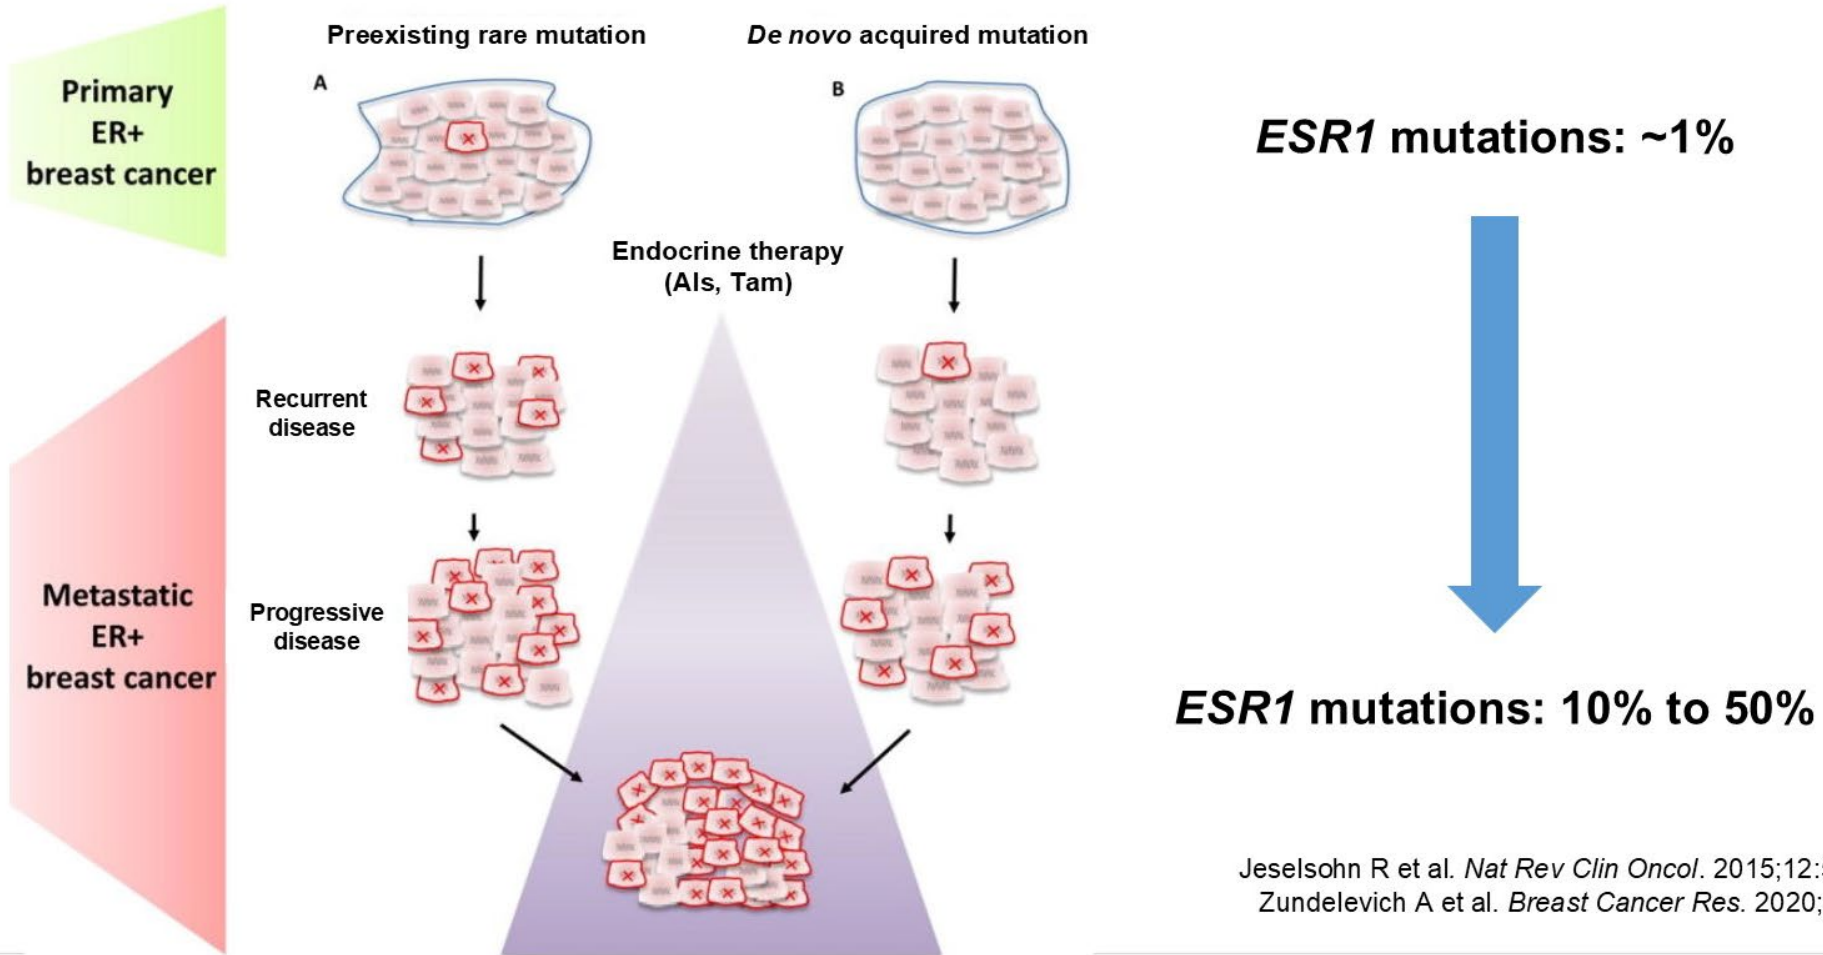 Preexisting rare mutation
De novo acquired mutation
A
B
Primary
ER+
breast cancer
ESR1 mutations: ~1%
Endocrine therapy
(AIs, Tam)
Recurrent
disease
Metastatic
ER+
breast cancer
Progressive
disease
ESR1 mutations: 10% to 50%
Jeselsohn R et al. Nat Rev Clin Oncol. 2015;12:
Zundelevich A et al. Breast Cancer Res. 2020;